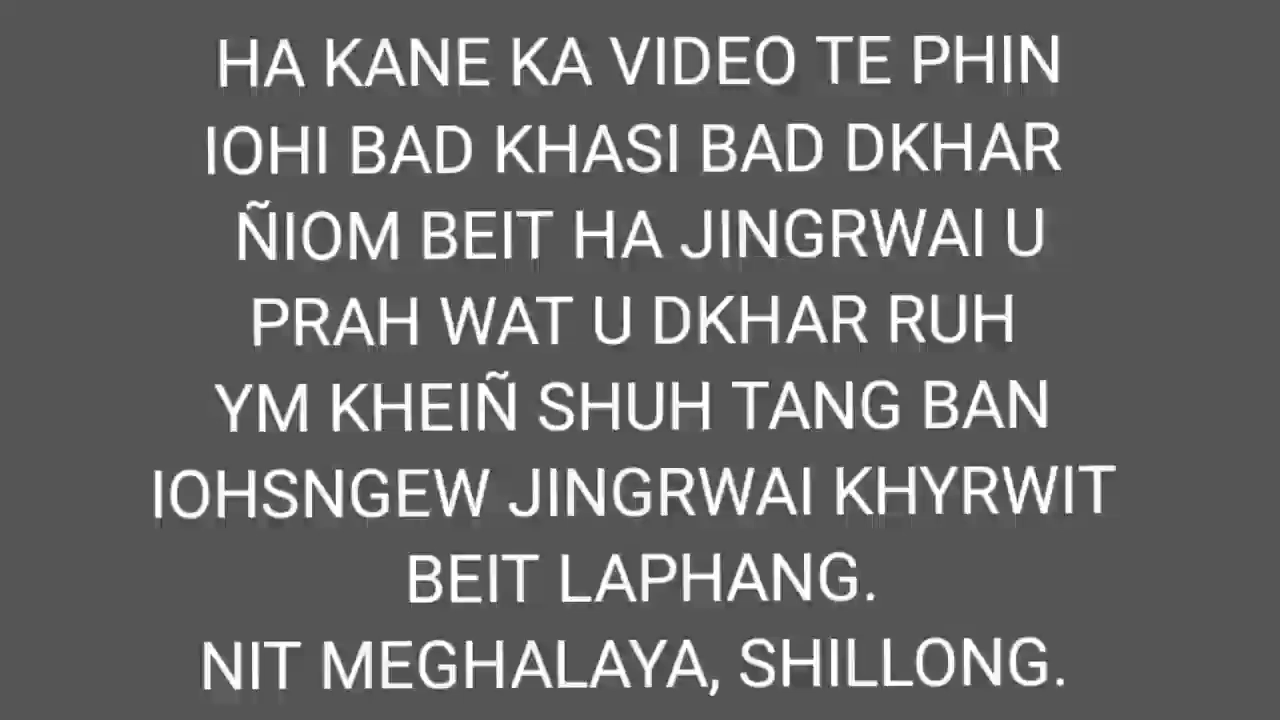 HA KANE KA VIDEO TE PHIN
IOHI BAD KHASI BAD DKHAR
ÑIOM BEIT HA JINGRWAI U
PRAH WAT U DKHAR RUH
YM KHEIÑ SHUH TANG BAN
IOHSNGEW JINGRWAI KHYRWIT
BEIT LAPHANG.
NIT MEGHALAYA, SHILLONG.